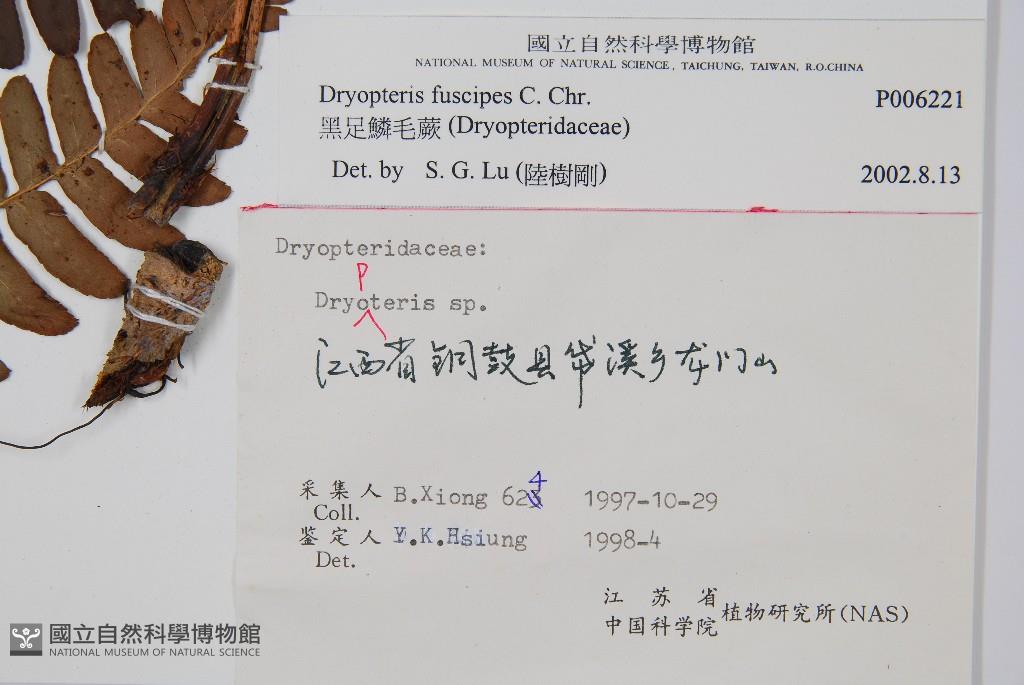 國立自然科學博物館
NATIONAL MUSEUM OF NATURAL SCIENCE, TAICHUNG, TAIWAN, R.O.CHINA
Dryopteris fuscipes C. Chr. P006221
黑足鱗毛蕨 (Dryopteridaceae)
Det. by S. G. Lu (陸樹剛) 2002.8.13
Dryopteridaceae:
p
Dryoteris sp.
江西省铜鼓县带溪乡龙门山
采集人 B.Xiong 624 1997-10-29
Coll.
鉴定人 Y.K.Hsiung 1998-4
Det.
江苏省
中国科学院 植物研究所(NAS)
國立自然科學博物館
NATIONAL MUSEUM OF NATURAL SCIENCE